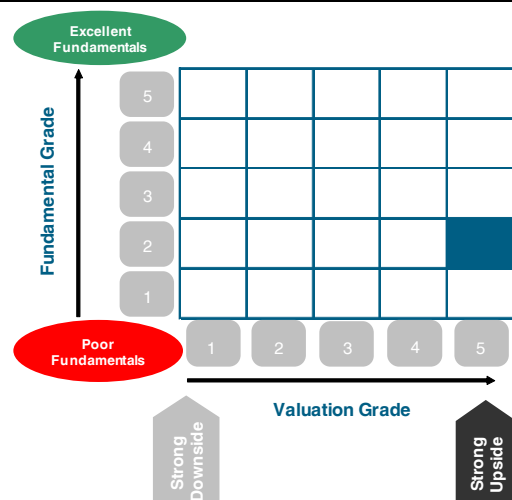 Excellent
Fundamentals
Fundamental Grade
5
4
3
2
1
Poor
Fundamentals
1
2
3
4
5
Valuation Grade
Strong
Downside
Strong
Upside